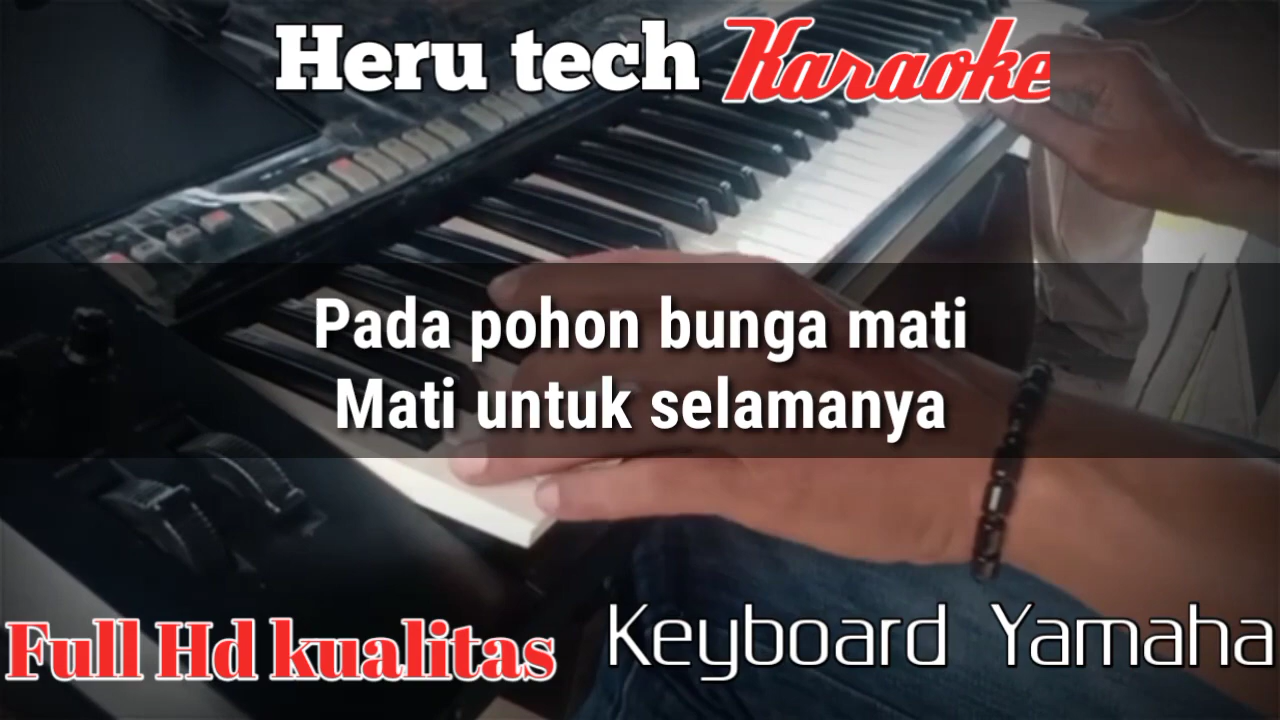 Heru tech Karaoke
Pada pohon bunga mati
Mati untuk selamanya
Full Hd kualitas
Keyboard Yamaha